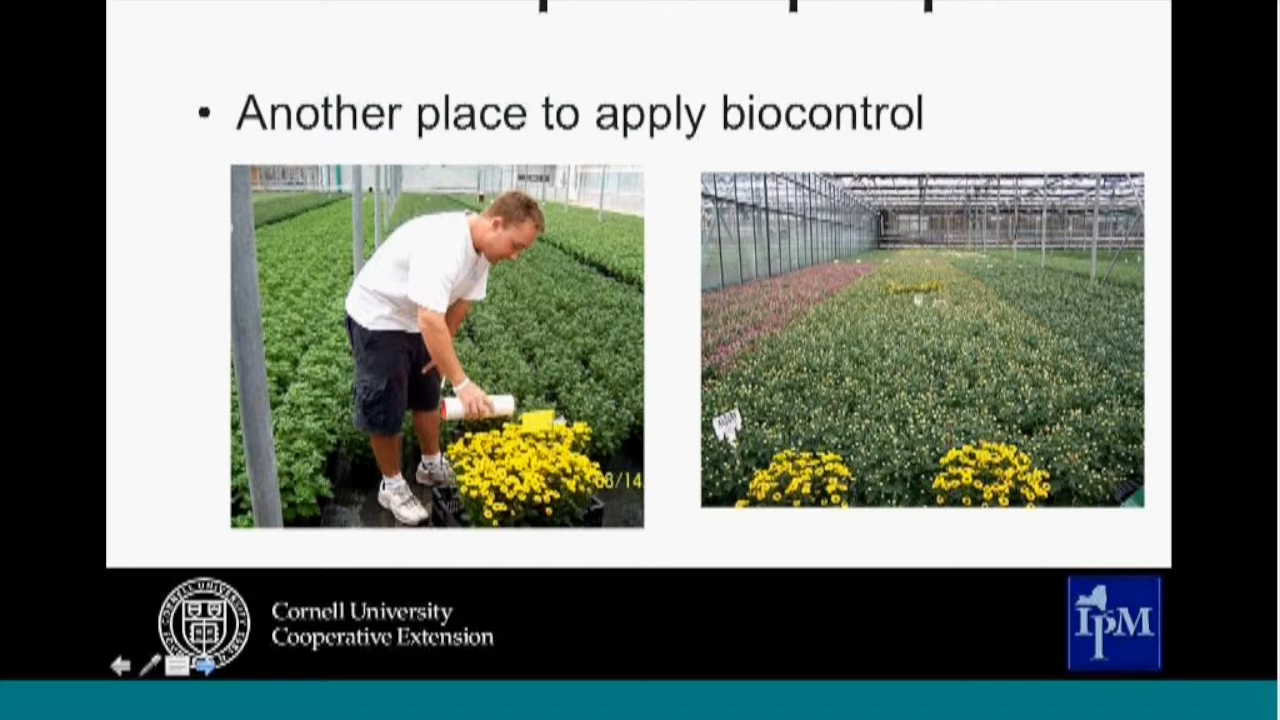 • Another place to apply biocontrol
08/14
Cornell University
Cooperative Extension
IPM